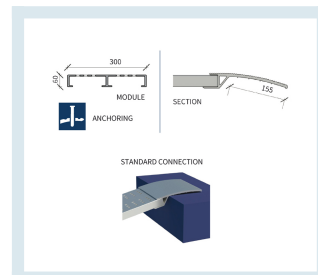 300
60
MODULE
ANCHORING
SECTION
155
STANDARD CONNECTION